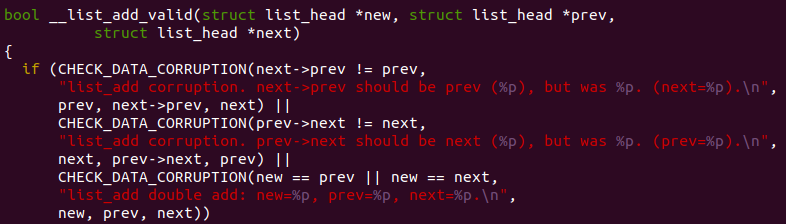 bool __list_add_valid(struct list_head *new, struct list_head *prev,
struct list_head *next)
{
if (CHECK_DATA_CORRUPTION(next->prev != prev,
"list_add corruption. next->prev should be prev (%p), but was %p. (next=%p).\n",
prev, next->prev, next) ||
CHECK_DATA_CORRUPTION(prev->next != next,
"list_add corruption. prev->next should be next (%p), but was %p. (prev=%p).\n",
next, prev->next, prev) ||
CHECK_DATA_CORRUPTION(new == prev || new == next,
"list_add double add: new=%p, prev=%p, next=%p.\n",
new, prev, next))